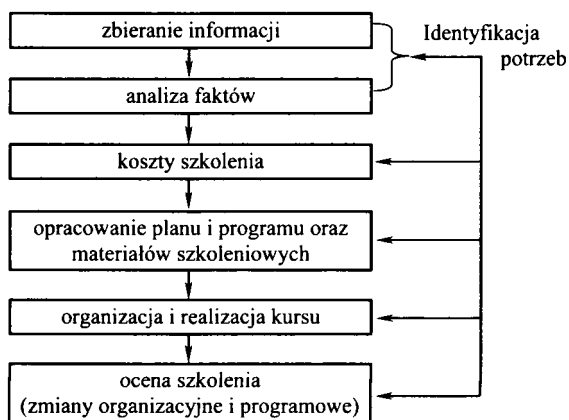 zbieranie informacji
Identyfikacja
potrzeb
analiza faktów
koszty szkolenia
opracowanie planu i programu oraz
materiałów szkoleniowych
organizacja i realizacja kursu
ocena szkolenia
(zmiany organizacyjne i programowe)